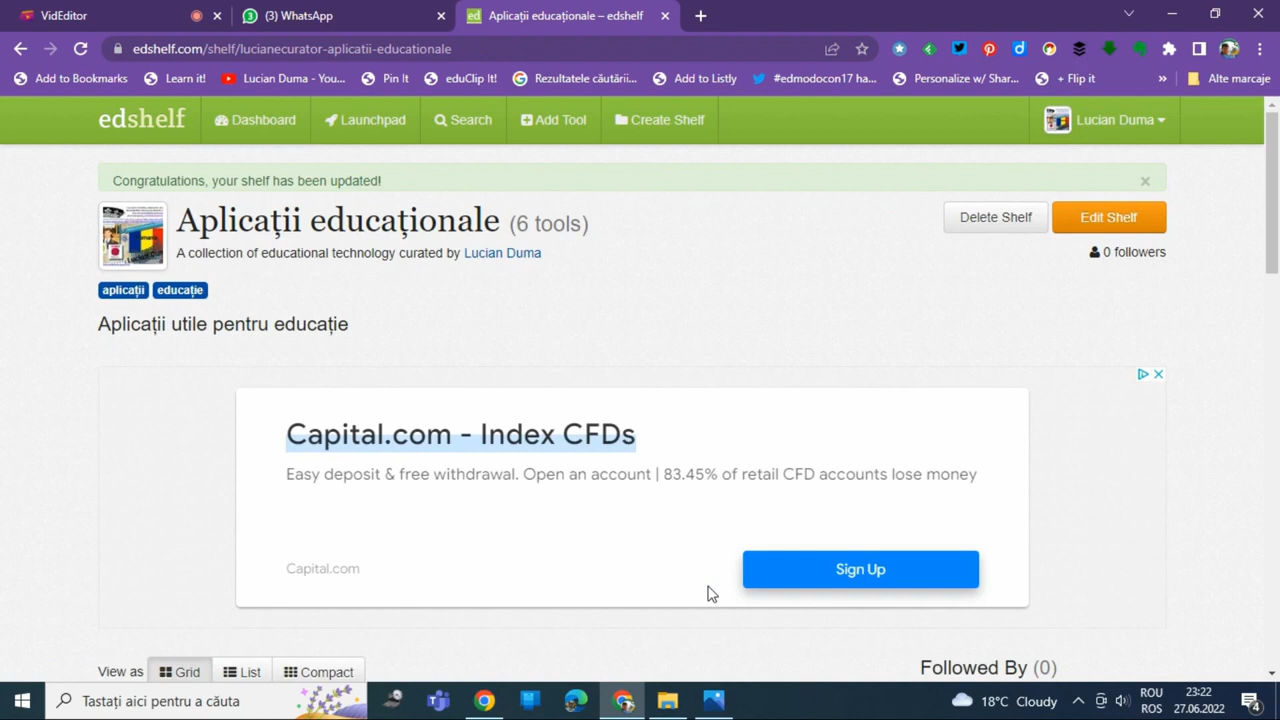 VidEditor
(3) WhatsApp
Aplicații educaționale – edshelf
edshelf.com/shelf/lucianecurator-aplicatii-educationale
Add to Bookmarks
Learn it!
Lucian Duma - You...
Pin It
eduClip It!
Rezultatele căutării...
Add to Listly
#edmodocon17 ha...
Personalize w/ Shar...
+ Flip it
»
Alte marcaje
edshelf
Dashboard
Launchpad
Search
Add Tool
Create Shelf
Lucian Duma
Congratulations, your shelf has been updated!
Aplicații educaționale (6 tools)
Delete Shelf
Edit Shelf
A collection of educational technology curated by Lucian Duma
0 followers
aplicații educație
Aplicații utile pentru educație
Capital.com - Index CFDs
Easy deposit & free withdrawal. Open an account | 83.45% of retail CFD accounts lose money
Capital.com
Sign Up
View as Grid List Compact
Followed By (0)
Tastați aici pentru a căuta
18°C Cloudy
ROU
ROS
23:22
27.06.2022
4